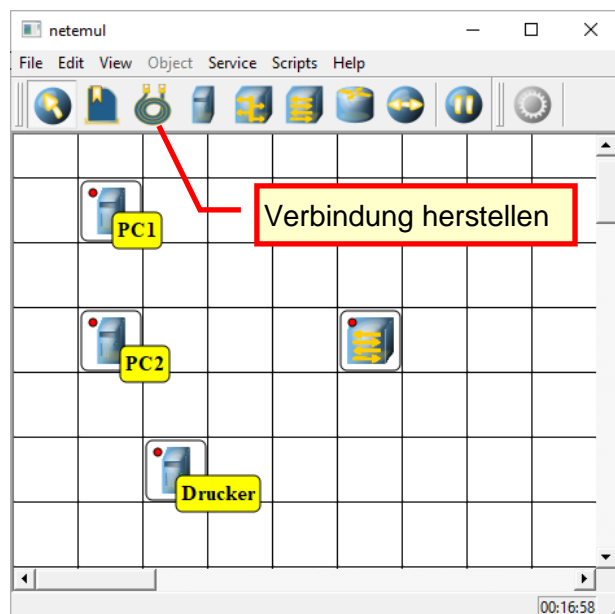 netemul
File Edit View Object Service Scripts Help
Verbindung herstellen
PC1
PC2
Drucker
00:16:58